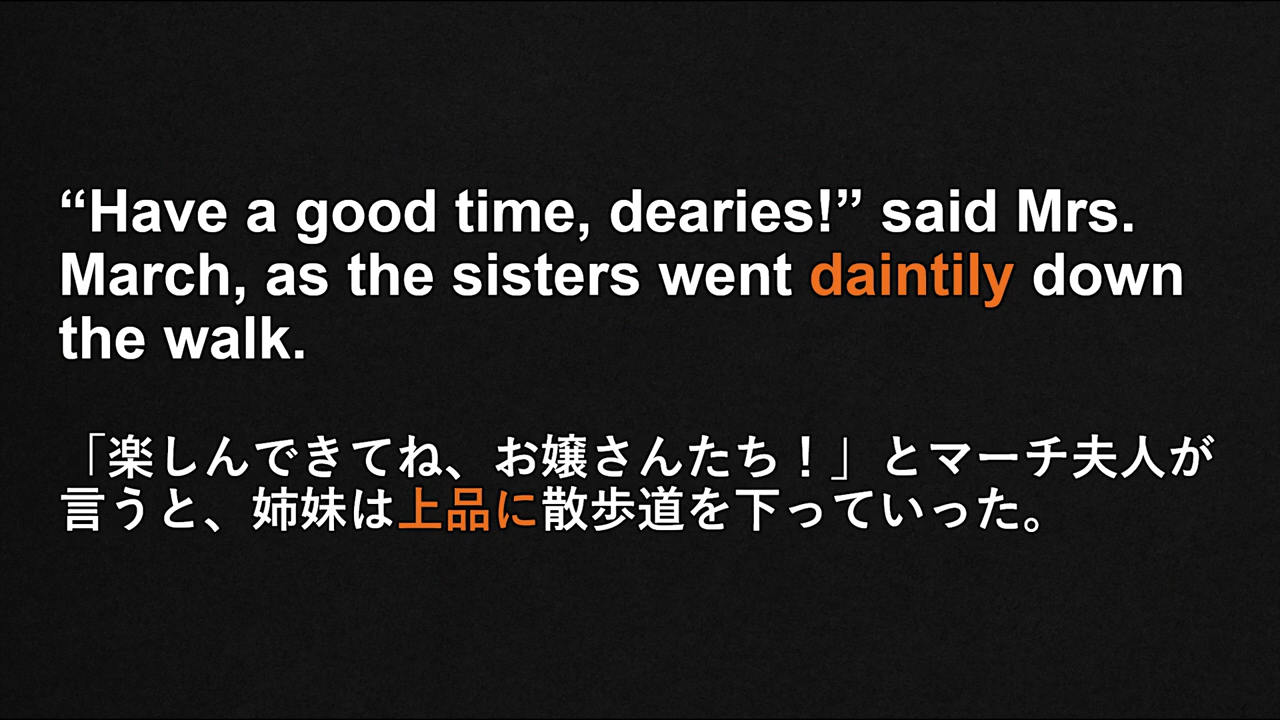 “Have a good time, dearies!” said Mrs.
March, as the sisters went daintily down
the walk.
「楽しんできてね、お嬢さんたち！」とマーチ夫人が
言うと、姉妹は上品に散歩道を下っていった。